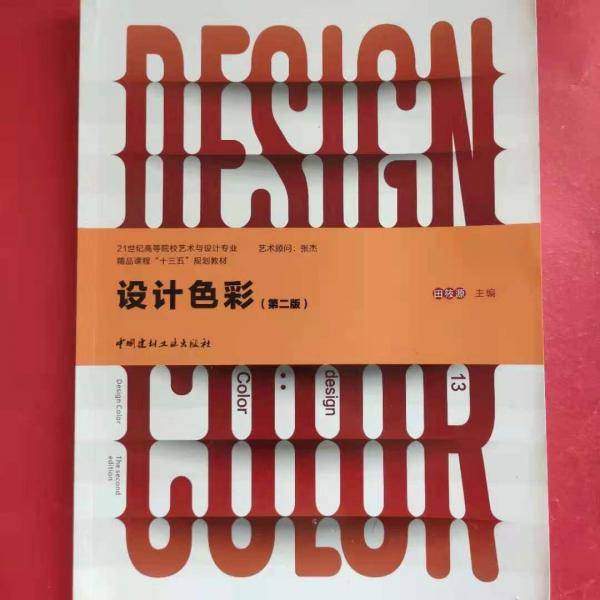 DESIGN
21世纪高等院校艺术与设计专业 艺术顾问：张杰
精品课程“十三五”规划教材
设计色彩（第二版）
田筱源 主编
中国建材工业出版社
COLOR
Design Color
The second
edition
Color
:
design
13